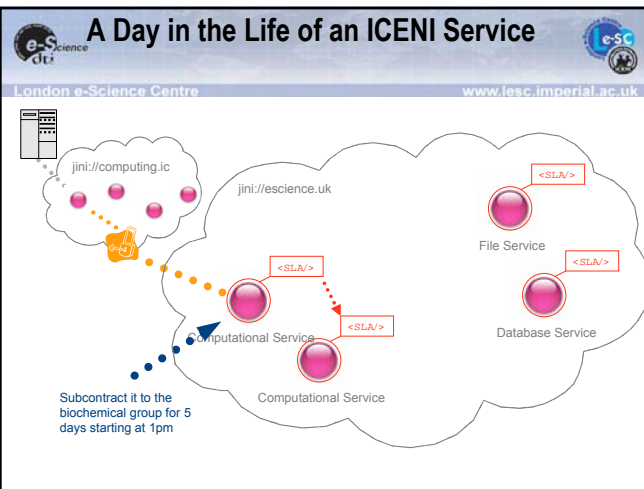 A Day in the Life of an ICENI Service
e-Science
dti
e-SC
London e-Science Centre
www.lesc.imperial.ac.uk
jini://computing.ic
jini://escience.uk
<SLA/>
File Service
<SLA/>
Computational Service
<SLA/>
Database Service
<SLA/>
Computational Service
Subcontract it to the
biochemical group for 5
days starting at 1pm